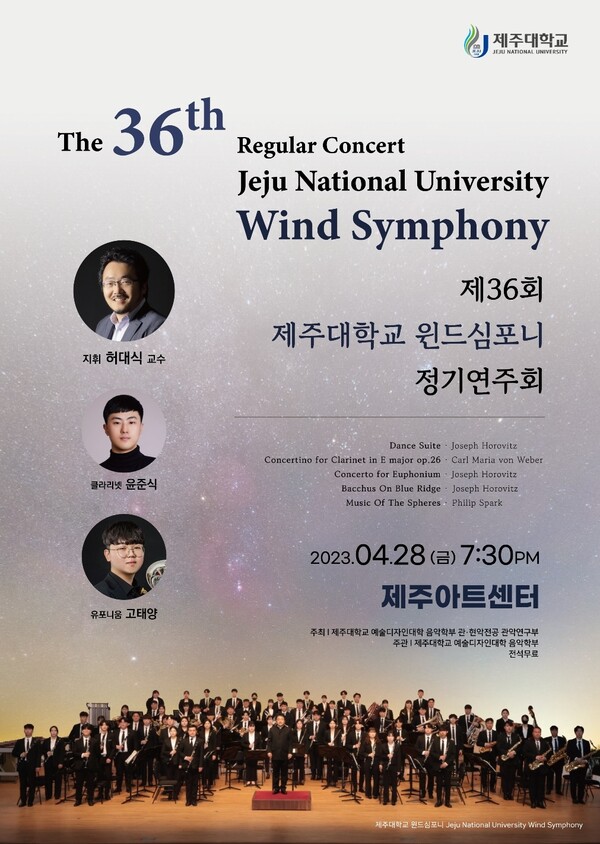 제주대학교
JEJU NATIONAL UNIVERSITY
The 36th Regular Concert
Jeju National University
Wind Symphony
제36회
제주대학교 윈드심포니
정기연주회
지휘 허대식 교수
클라리넷 윤준식
유포니움 고태양
Dance Suite · Joseph Horovitz
Concertino for Clarinet in E major op.26 · Carl Maria von Weber
Concerto for Euphonium · Joseph Horovitz
Bacchus On Blue Ridge · Joseph Horovitz
Music Of The Spheres · Philip Spark
2023.04.28 (금) 7:30PM
제주아트센터
주최 | 제주대학교 예술디자인대학 음악학부 관·현악전공 관악연구부
주관 | 제주대학교 예술디자인대학 음악학부
전석무료
제주대학교 윈드심포니 Jeju National University Wind Symphony